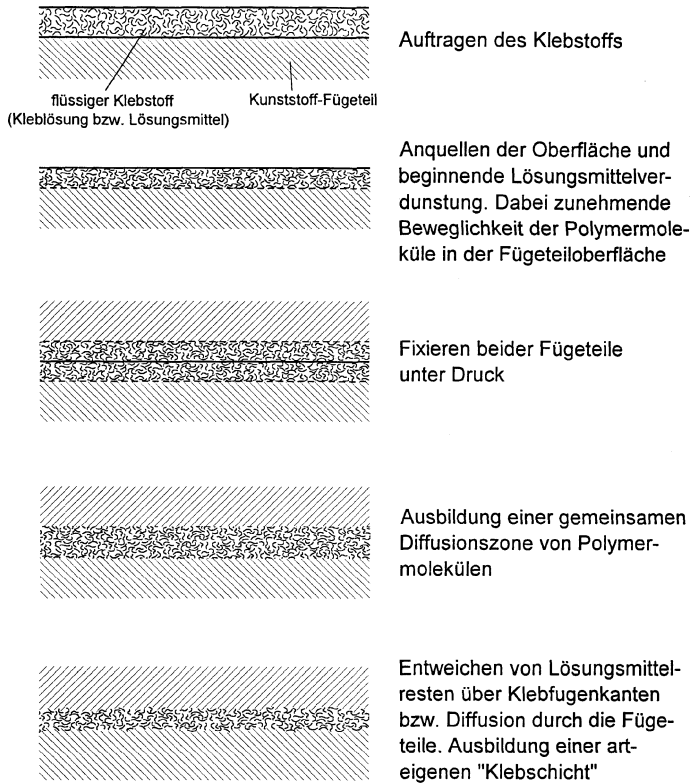 Auftragen des Klebstoffs
flüssiger Klebstoff
(Kleblösung bzw. Lösungsmittel)
Kunststoff-Fügeteil
Anquellen der Oberfläche und
beginnende Lösungsmittelver-
dunstung. Dabei zunehmende
Beweglichkeit der Polymermole-
küle in der Fügeteiloberfläche
Fixieren beider Fügeteile
unter Druck
Ausbildung einer gemeinsamen
Diffusionszone von Polymer-
molekülen
Entweichen von Lösungsmittel-
resten über Klebfugenkanten
bzw. Diffusion durch die Füge-
teile. Ausbildung einer art-
eigenen "Klebschicht"